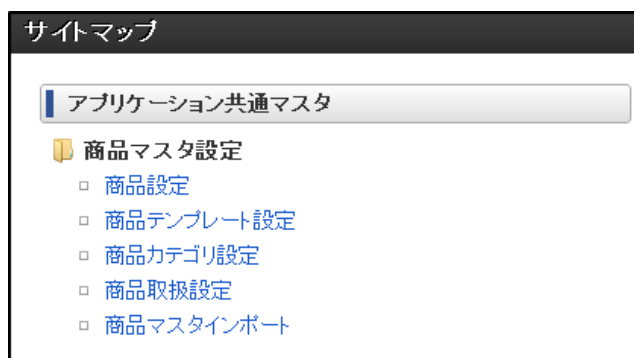 サイトマップ
アプリケーション共通マスタ
商品マスタ設定
商品設定
商品テンプレート設定
商品カテゴリ設定
商品取扱設定
商品マスタインポート